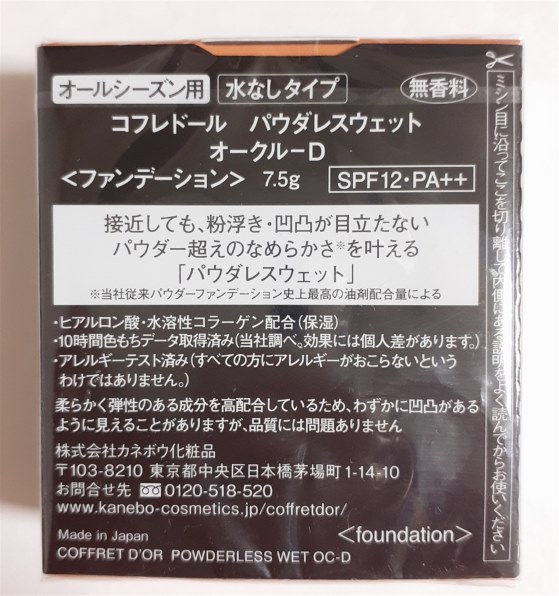 オールシーズン用 水なしタイプ 無香料
コフレドール パウダレスウェット
オークル－D
<ファンデーション> 7.5g SPF12・PA++
接近しても、粉浮き・凹凸が目立たない
パウダー超えのなめらかさ※を叶える
「パウダレスウェット」
※当社従来パウダーファンデーション史上最高の油剤配合量による
・ヒアルロン酸・水溶性コラーゲン配合(保湿)
・10時間色もちデータ取得済み(当社調べ。効果には個人差があります。)
・アレルギーテスト済み(すべての方にアレルギーがおこらないという
わけではありません。)
柔らかく弾性のある成分を高配合しているため、わずかに凹凸がある
ように見えることがありますが、品質には問題ありません
株式会社カネボウ化粧品
〒103-8210 東京都中央区日本橋茅場町1-14-10
お問合せ先 0120-518-520
www.kanebo-cosmetics.jp/coffretdor/
Made in Japan <foundation>
COFFRET D'OR POWDERLESS WET OC-D
ミシン目に沿ってここを切り離して内側にある説明をよく読んでからお使いください